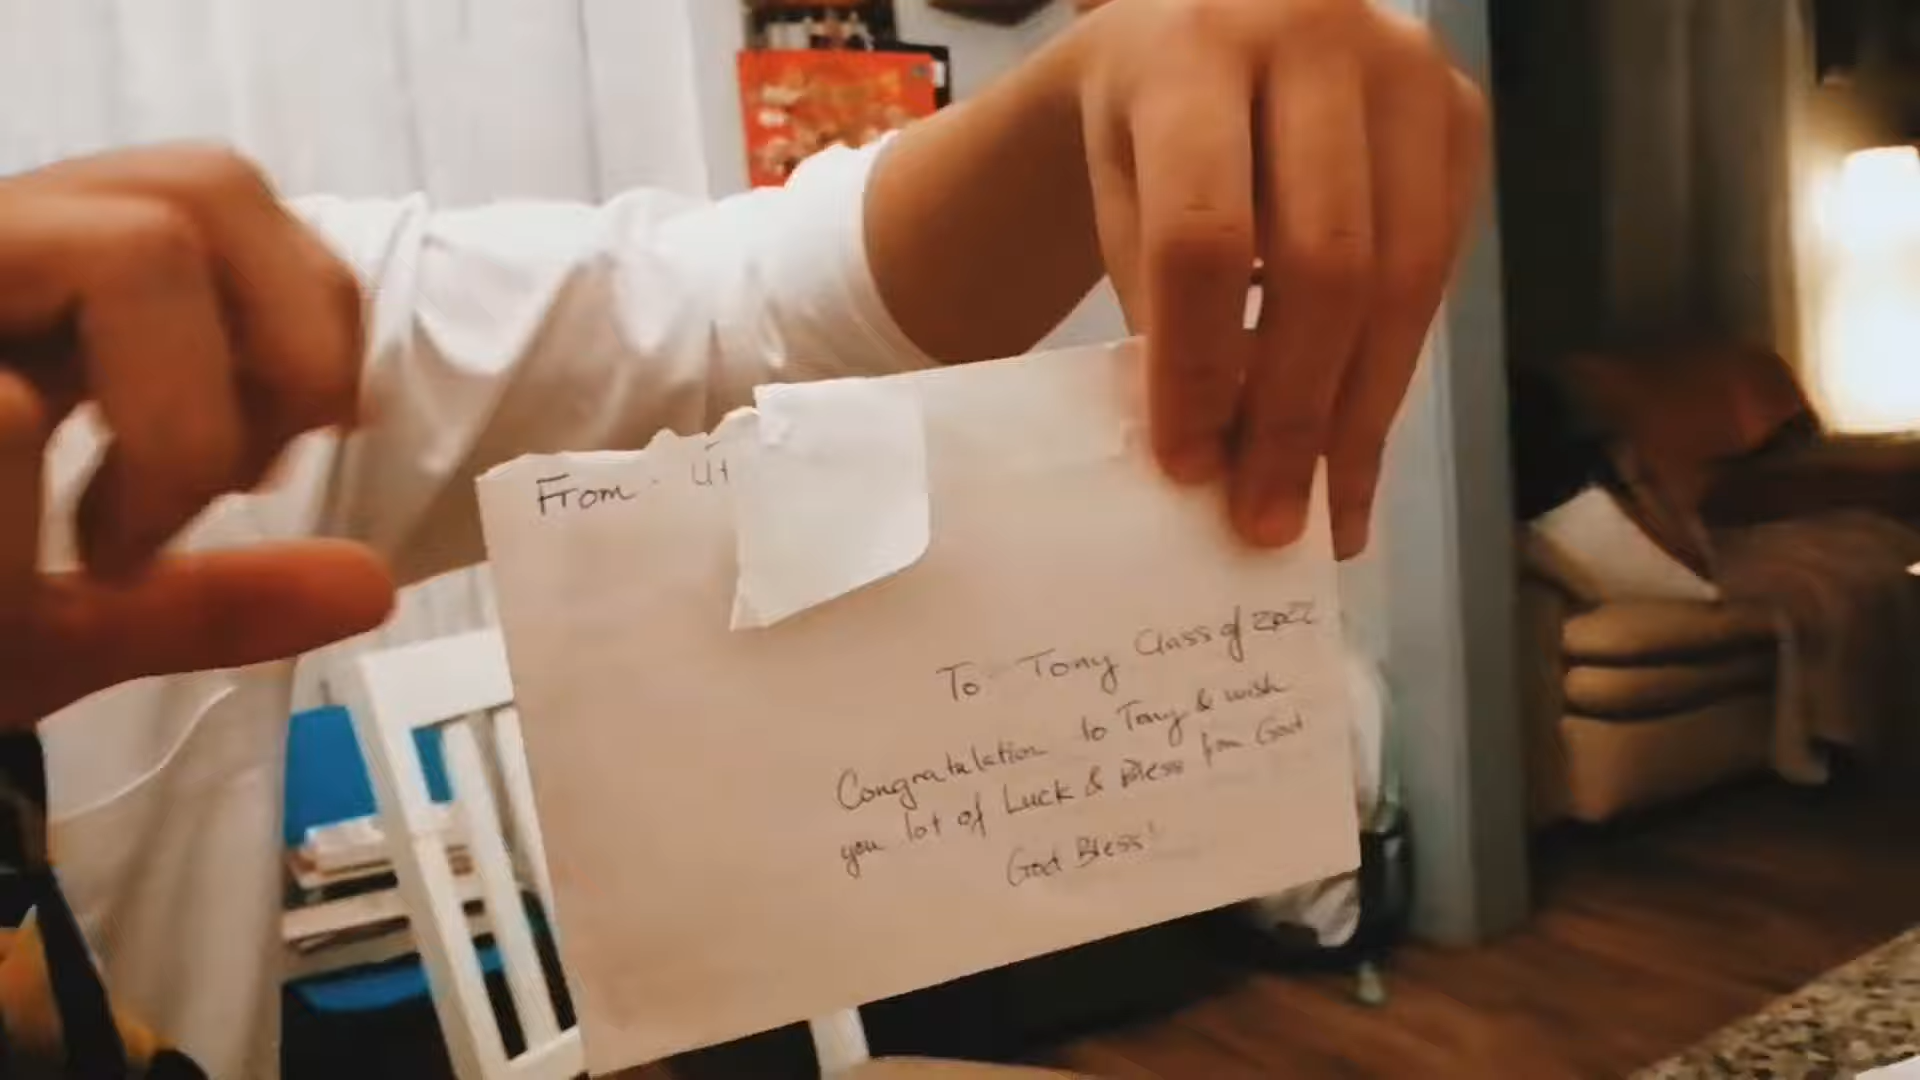 From - Ut
To - Tony Class of 2022
Congratulation to Tony & wish
you lot of Luck & Bless from God
God Bless!